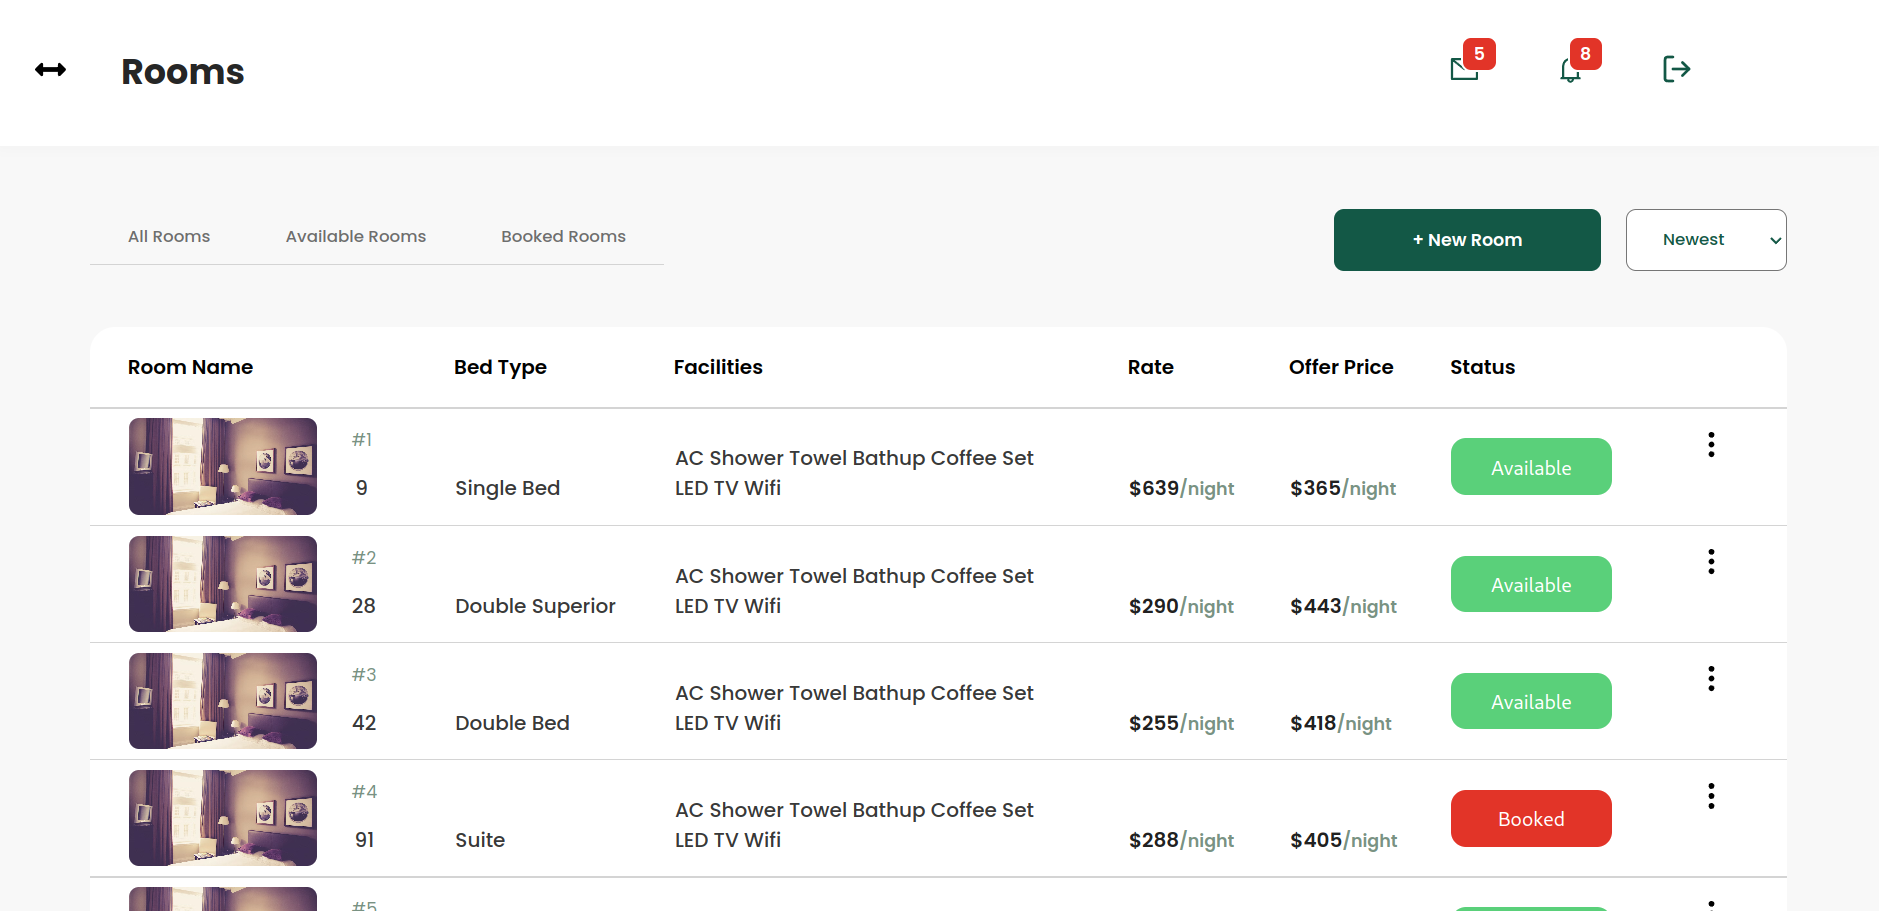 Rooms
5
8
All Rooms
Available Rooms
Booked Rooms
+ New Room
Newest
Room Name
Bed Type
Facilities
Rate
Offer Price
Status
#1
9
Single Bed
AC Shower Towel Bathup Coffee Set
LED TV Wifi
$639/night
$365/night
Available
#2
28
Double Superior
AC Shower Towel Bathup Coffee Set
LED TV Wifi
$290/night
$443/night
Available
#3
42
Double Bed
AC Shower Towel Bathup Coffee Set
LED TV Wifi
$255/night
$418/night
Available
#4
91
Suite
AC Shower Towel Bathup Coffee Set
LED TV Wifi
$288/night
$405/night
Booked
#5